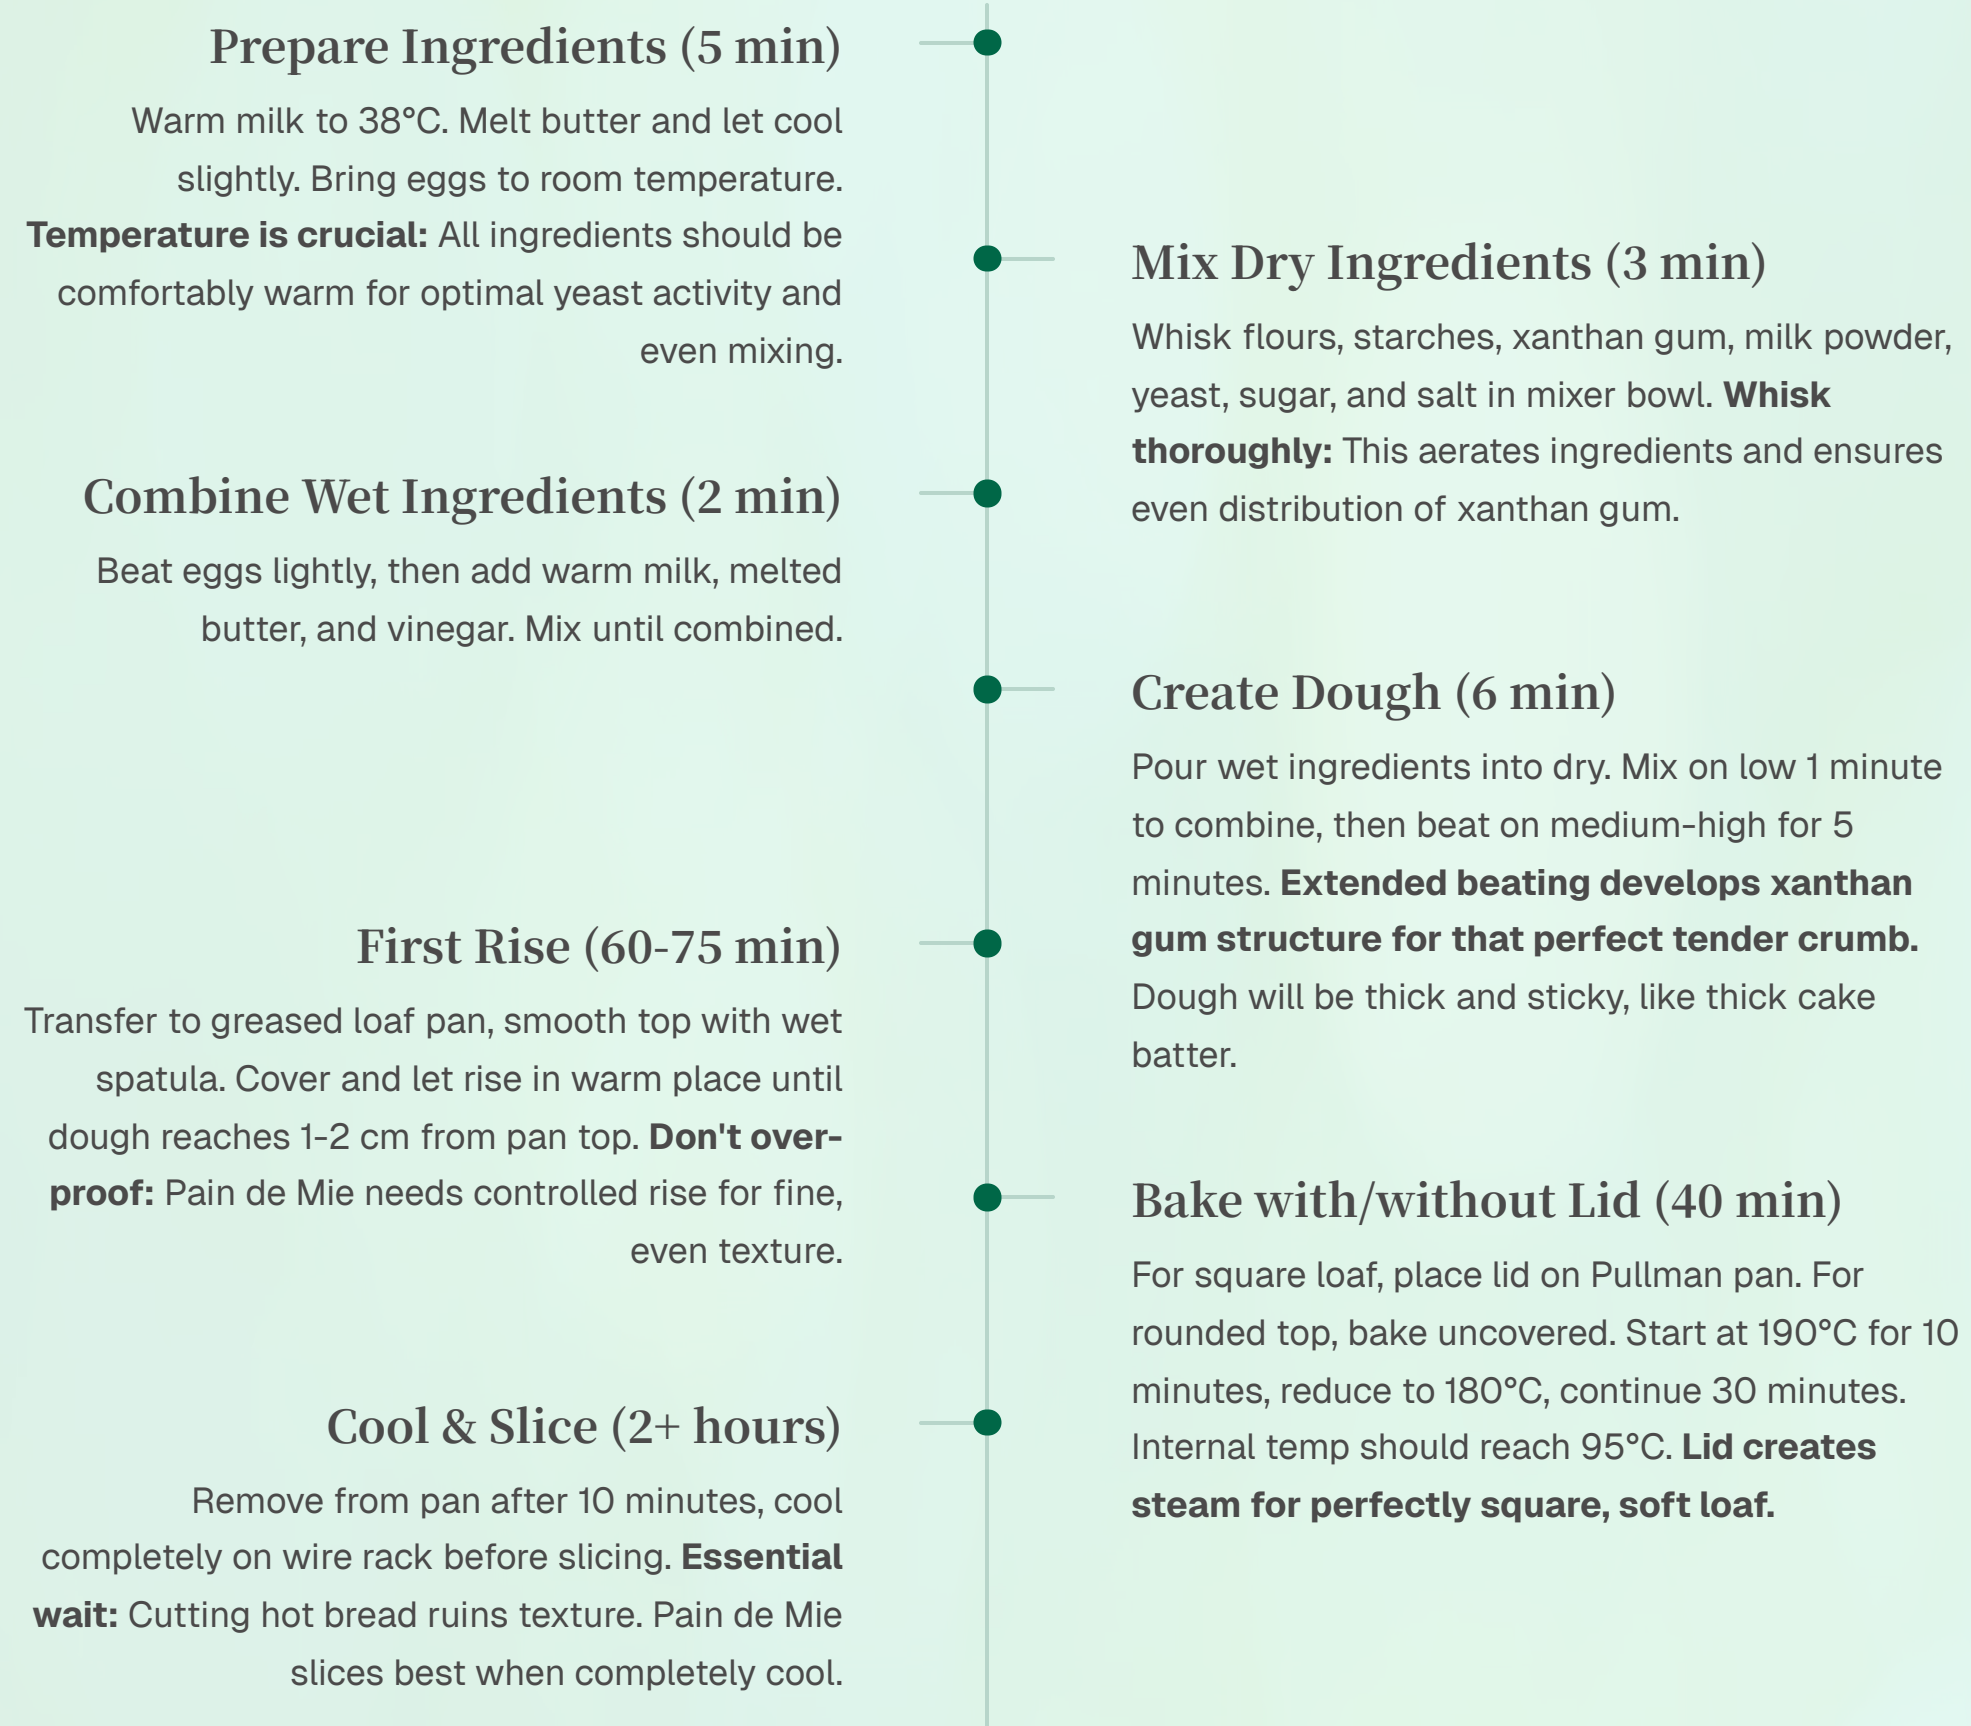 Prepare Ingredients (5 min)
Warm milk to 38°C. Melt butter and let cool
slightly. Bring eggs to room temperature.
Temperature is crucial: All ingredients should be
comfortably warm for optimal yeast activity and
even mixing.
Mix Dry Ingredients (3 min)
Whisk flours, starches, xanthan gum, milk powder,
yeast, sugar, and salt in mixer bowl. Whisk
thoroughly: This aerates ingredients and ensures
even distribution of xanthan gum.
Combine Wet Ingredients (2 min)
Beat eggs lightly, then add warm milk, melted
butter, and vinegar. Mix until combined.
Create Dough (6 min)
Pour wet ingredients into dry. Mix on low 1 minute
to combine, then beat on medium-high for 5
minutes. Extended beating develops xanthan
gum structure for that perfect tender crumb.
Dough will be thick and sticky, like thick cake
batter.
First Rise (60-75 min)
Transfer to greased loaf pan, smooth top with wet
spatula. Cover and let rise in warm place until
dough reaches 1-2 cm from pan top. Don't over-
proof: Pain de Mie needs controlled rise for fine,
even texture.
Bake with/without Lid (40 min)
For square loaf, place lid on Pullman pan. For
rounded top, bake uncovered. Start at 190°C for 10
minutes, reduce to 180°C, continue 30 minutes.
Internal temp should reach 95°C. Lid creates
steam for perfectly square, soft loaf.
Cool & Slice (2+ hours)
Remove from pan after 10 minutes, cool
completely on wire rack before slicing. Essential
wait: Cutting hot bread ruins texture. Pain de Mie
slices best when completely cool.